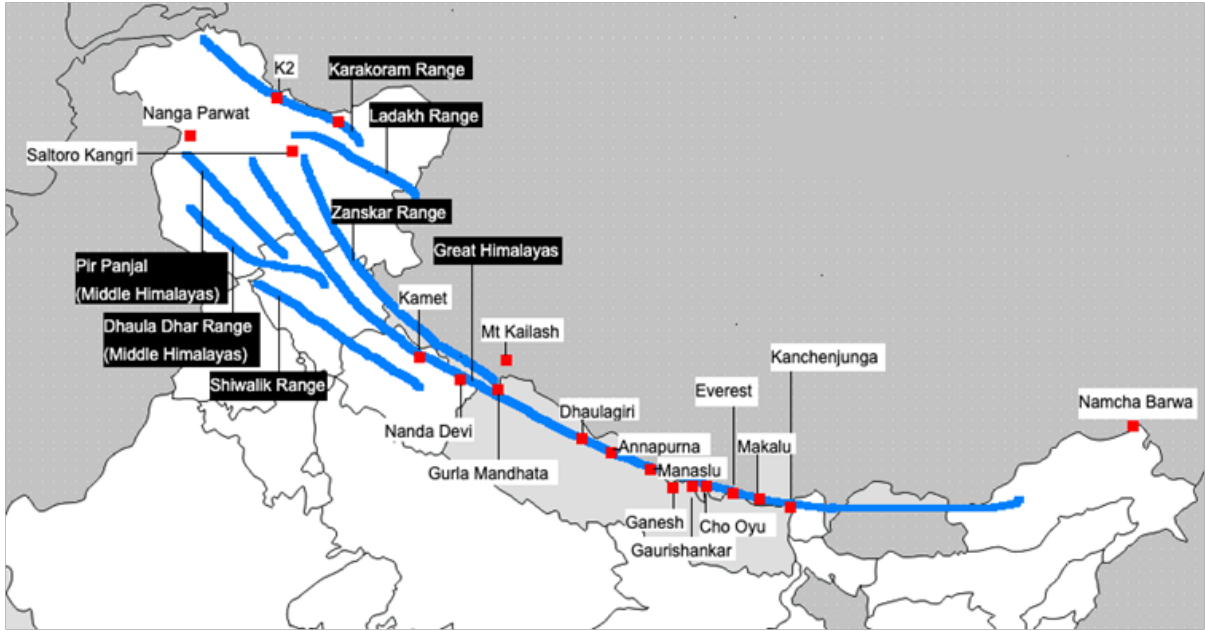 K2
Karakoram Range
Nanga Parwat
Ladakh Range
Saltoro Kangri
Zanskar Range
Great Himalayas
Pir Panjal
(Middle Himalayas)
Kamet
Dhaula Dhar Range
(Middle Himalayas)
Mt Kailash
Kanchenjunga
Shiwalik Range
Everest
Namcha Barwa
Dhaulagiri
Nanda Devi
Annapurna
Makalu
Gurla Mandhata
Manaslu
Ganesh
Cho Oyu
Gaurishankar